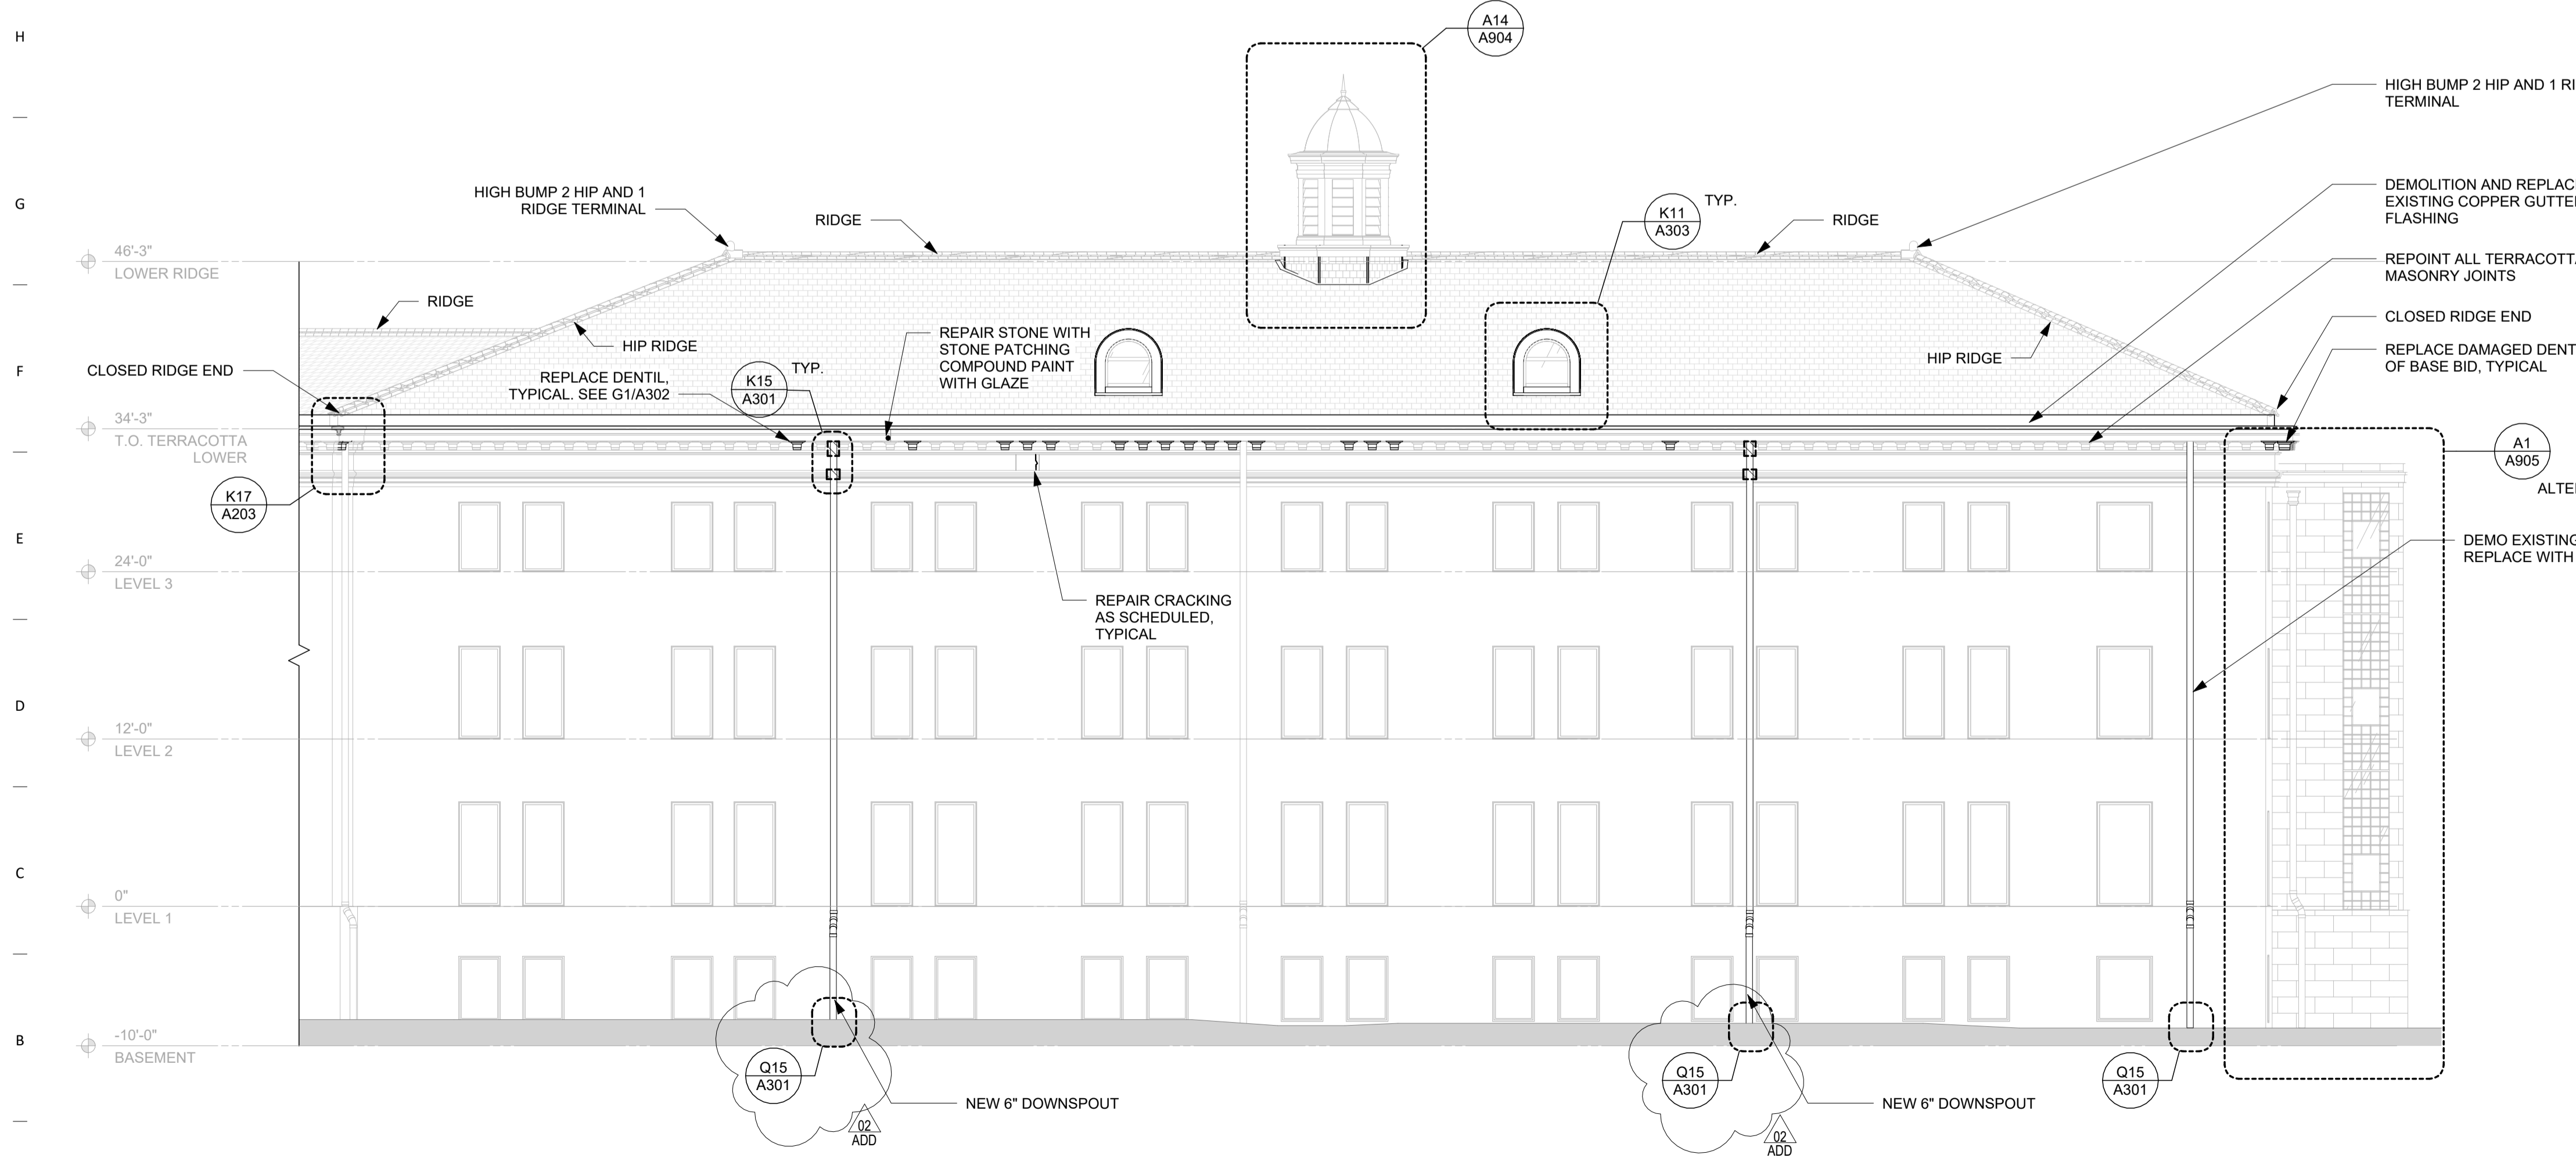 H
G
F
E
D
C
B
A14
A904
HIGH BUMP 2 HIP AND 1 RI
TERMINAL
HIGH BUMP 2 HIP AND 1
RIDGE TERMINAL
RIDGE
K11
A303
TYP.
RIDGE
DEMOLITION AND REPLAC
EXISTING COPPER GUTTE
FLASHING
46'-3"
LOWER RIDGE
REPOINT ALL TERRACOTT
MASONRY JOINTS
RIDGE
HIP RIDGE
REPAIR STONE WITH
STONE PATCHING
COMPOUND PAINT
WITH GLAZE
HIP RIDGE
CLOSED RIDGE END
REPLACE DAMAGED DENT
OF BASE BID, TYPICAL
CLOSED RIDGE END
REPLACE DENTIL,
TYPICAL. SEE G1/A302
K15
A301
TYP.
34'-3"
T.O. TERRACOTTA
LOWER
K17
A203
A1
A905
ALTE
DEMO EXISTING
REPLACE WITH
24'-0"
LEVEL 3
REPAIR CRACKING
AS SCHEDULED,
TYPICAL
12'-0"
LEVEL 2
0"
LEVEL 1
-10'-0"
BASEMENT
Q15
A301
NEW 6" DOWNSPOUT
02
ADD
Q15
A301
NEW 6" DOWNSPOUT
02
ADD
Q15
A301